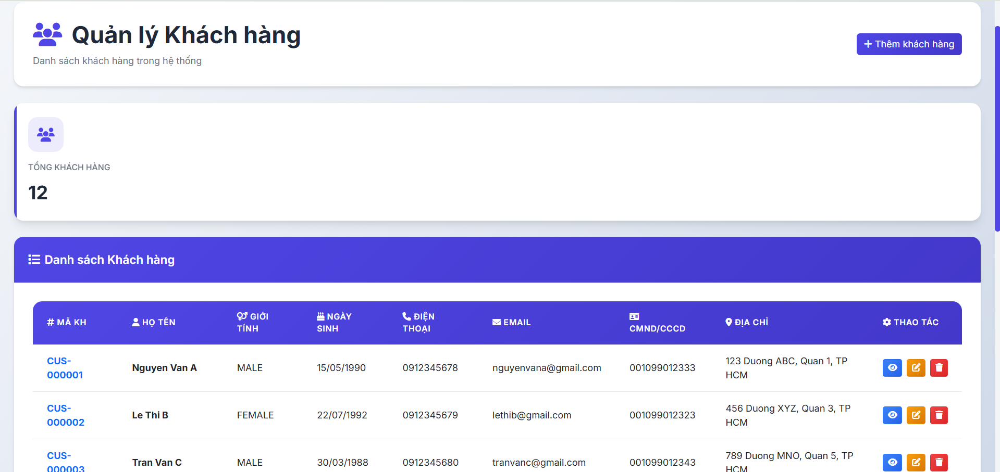 Quản lý Khách hàng
Danh sách khách hàng trong hệ thống
+ Thêm khách hàng
TỔNG KHÁCH HÀNG
12
Danh sách Khách hàng
# MÃ KH
HỌ TÊN
GIỚI
TÍNH
NGÀY
SINH
ĐIỆN
THOẠI
EMAIL
CMND/CCCD
ĐỊA CHỈ
THAO TÁC
CUS-
000001
Nguyen Van A
MALE
15/05/1990
0912345678
nguyenvana@gmail.com
001099012333
123 Duong ABC, Quan 1, TP
HCM
CUS-
000002
Le Thi B
FEMALE
22/07/1992
0912345679
lethib@gmail.com
001099012323
456 Duong XYZ, Quan 3, TP
HCM
CUS-
000003
Tran Van C
MALE
30/03/1988
0912345680
tranvanc@gmail.com
001099012343
789 Duong MNO, Quan 5, TP
HCM